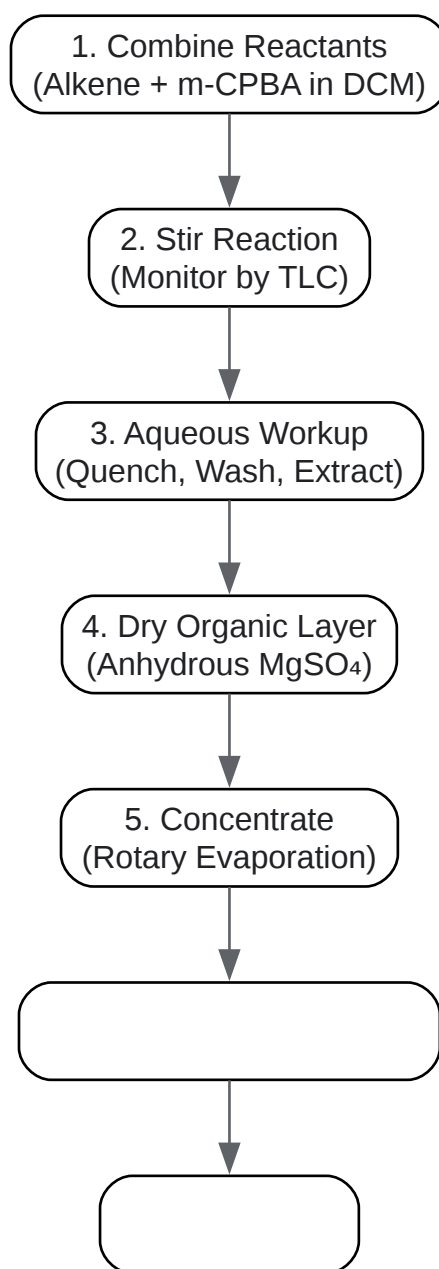 1. Combine Reactants
(Alkene + m-CPBA in DCM)
2. Stir Reaction
(Monitor by TLC)
3. Aqueous Workup
(Quench, Wash, Extract)
4. Dry Organic Layer
(Anhydrous MgSO₄)
5. Concentrate
(Rotary Evaporation)